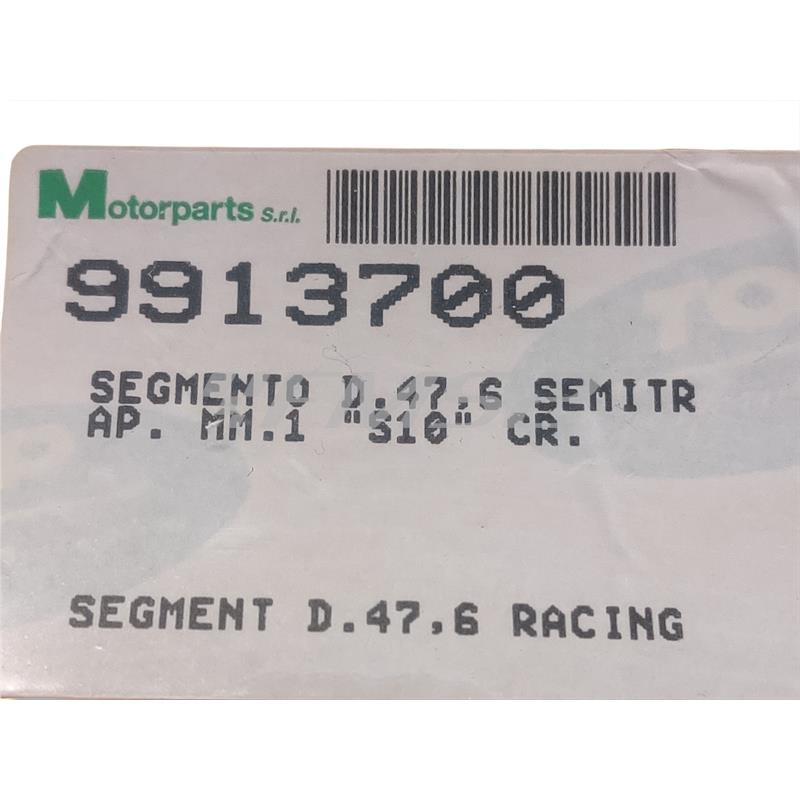 Motorparts s.r.l.
9913700
SEGMENTO D.47,6 SEMITR
AP. MM.1 "S10" CR.
SEGMENT D.47,6 RACING